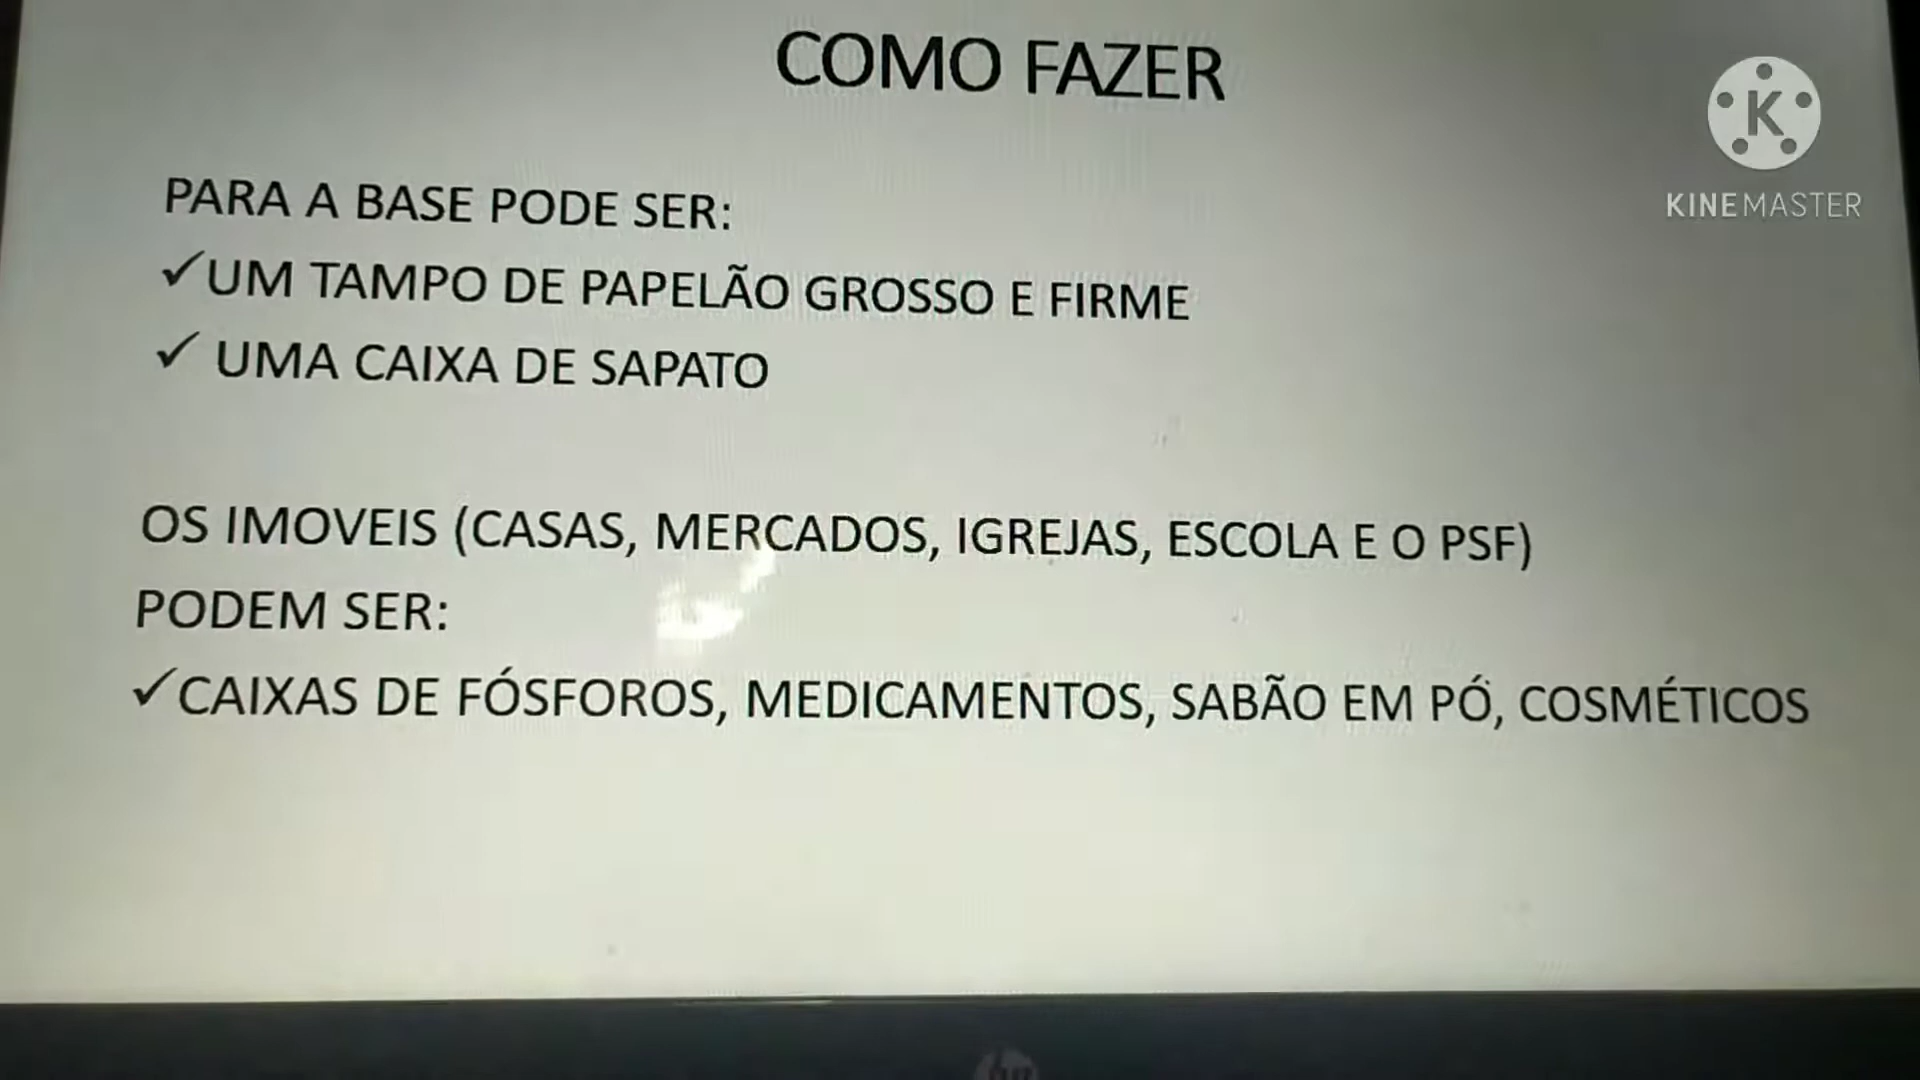 COMO FAZER
KINEMASTER
PARA A BASE PODE SER:
✓UM TAMPO DE PAPELÃO GROSSO E FIRME
✓ UMA CAIXA DE SAPATO
OS IMOVEIS (CASAS, MERCADOS, IGREJAS, ESCOLA E O PSF)
PODEM SER:
✓CAIXAS DE FÓSFOROS, MEDICAMENTOS, SABÃO EM PÓ, COSMÉTICOS
hp